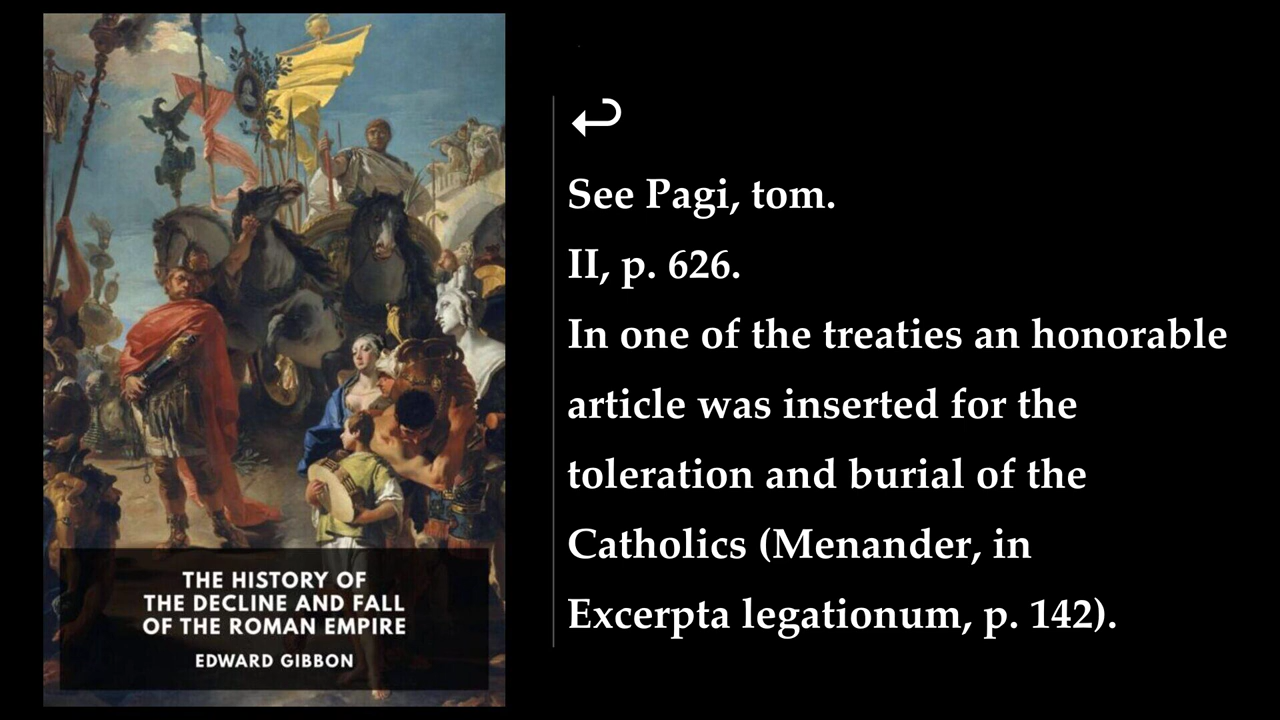 THE HISTORY OF
THE DECLINE AND FALL
OF THE ROMAN EMPIRE
EDWARD GIBBON
↩
See Pagi, tom.
II, p. 626.
In one of the treaties an honorable
article was inserted for the
toleration and burial of the
Catholics (Menander, in
Excerpta legationum, p. 142).